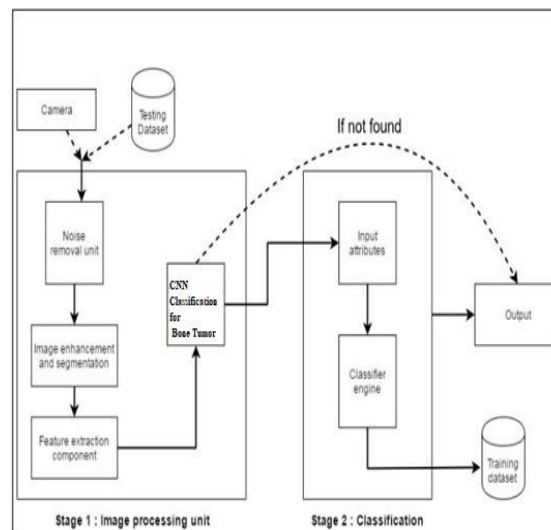 Camera
Testing
Dataset
If not found
Noise
removal unit
Input
attributes
CNN
Classification
for
Bone Tumor
Output
Image enhancement
and segmentation
Classifier
engine
Feature extraction
component
Training
dataset
Stage 1 : Image processing unit
Stage 2 : Classification